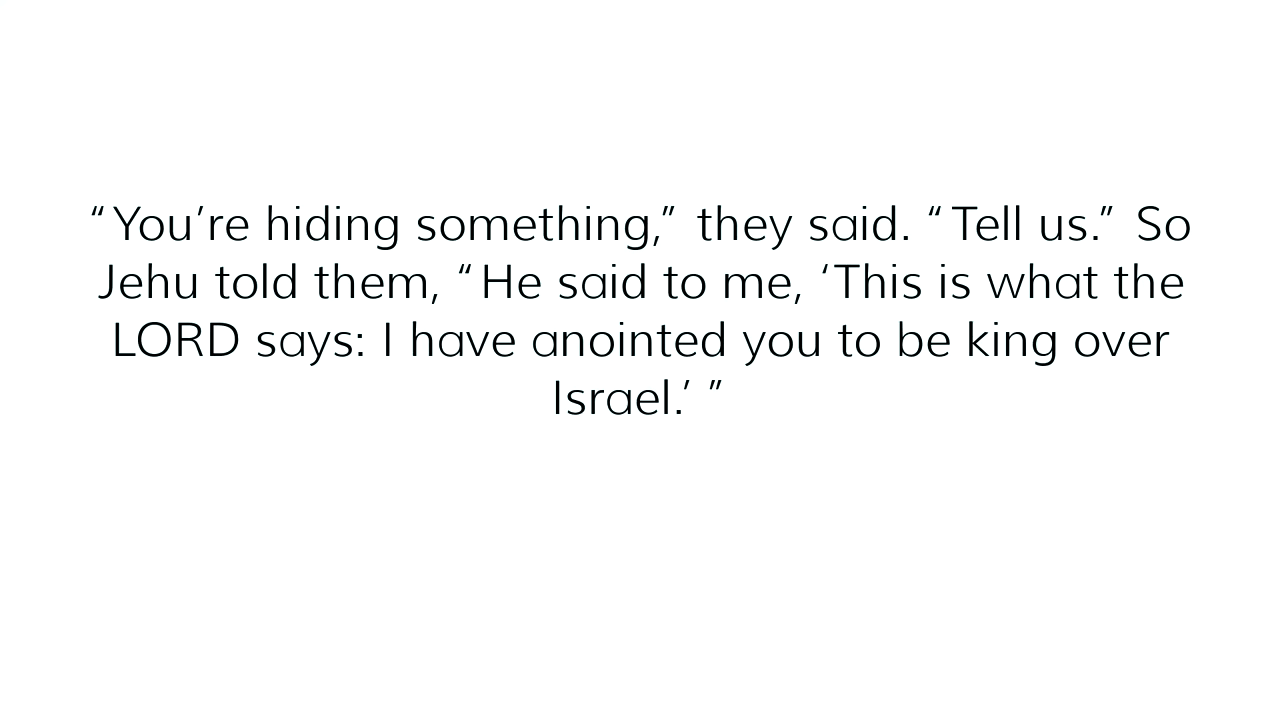 “You’re hiding something,” they said. “Tell us.” So
Jehu told them, “He said to me, ‘This is what the
LORD says: I have anointed you to be king over
Israel.’ ”